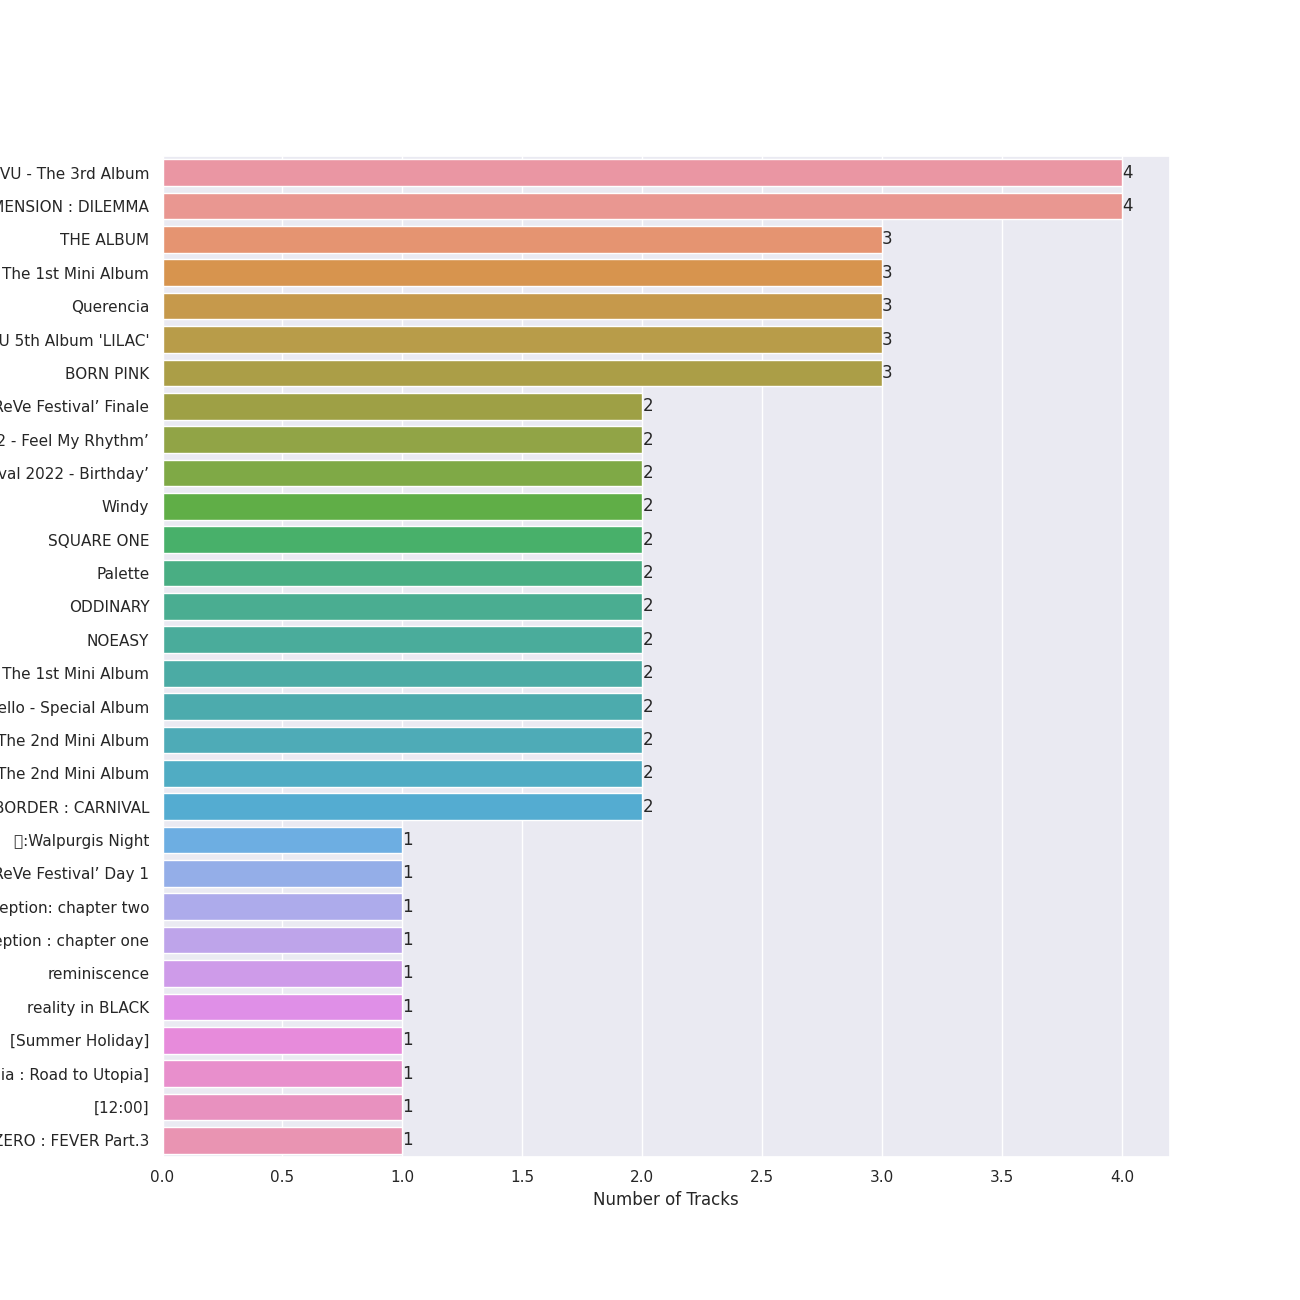 VU - The 3rd Album 4
MENSION : DILEMMA 4
THE ALBUM 3
The 1st Mini Album 3
Querencia 3
U 5th Album 'LILAC' 3
BORN PINK 3
ReVe Festival’ Finale 2
2 - Feel My Rhythm’ 2
val 2022 - Birthday’ 2
Windy 2
SQUARE ONE 2
Palette 2
ODDINARY 2
NOEASY 2
The 1st Mini Album 2
ello - Special Album 2
The 2nd Mini Album 2
The 2nd Mini Album 2
BORDER : CARNIVAL 2
:Walpurgis Night 1
ReVe Festival’ Day 1 1
eption: chapter two 1
eption : chapter one 1
reminiscence 1
reality in BLACK 1
[Summer Holiday] 1
ia : Road to Utopia] 1
[12:00] 1
ZERO : FEVER Part.3 1
0.0 0.5 1.0 1.5 2.0 2.5 3.0 3.5 4.0
Number of Tracks